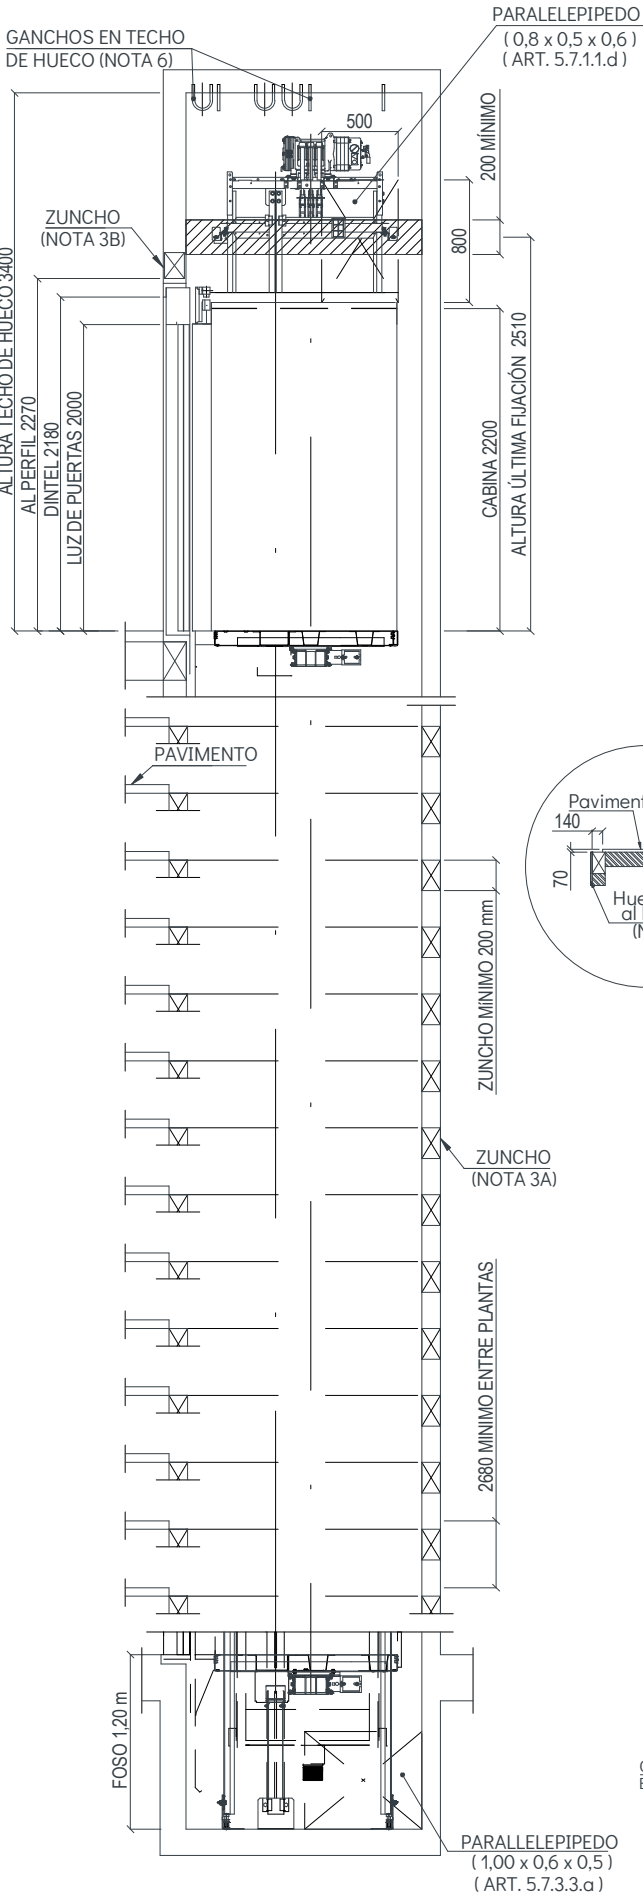 PARALELEPIPEDO
( 0,8 x 0,5 x 0,6 )
( ART. 5.7.1.1.d )
GANCHOS EN TECHO
DE HUECO (NOTA 6)
500
200 MÍNIMO
800
ZUNCHO
(NOTA 3B)
ALTURA TECHO DE HUECO 3400
AL PERFIL 2270
DINTEL 2180
LUZ DE PUERTAS 2000
CABINA 2200
ALTURA ÚLTIMA FIJACIÓN 2510
PAVIMENTO
140
70
ZUNCHO MíNIMO 200 mm
ZUNCHO
(NOTA 3A)
2680 MINIMO ENTRE PLANTAS
FOSO 1,20 m
PARALLELEPIPEDO
( 1,00 x 0,6 x 0,5 )
( ART. 5.7.3.3.a )